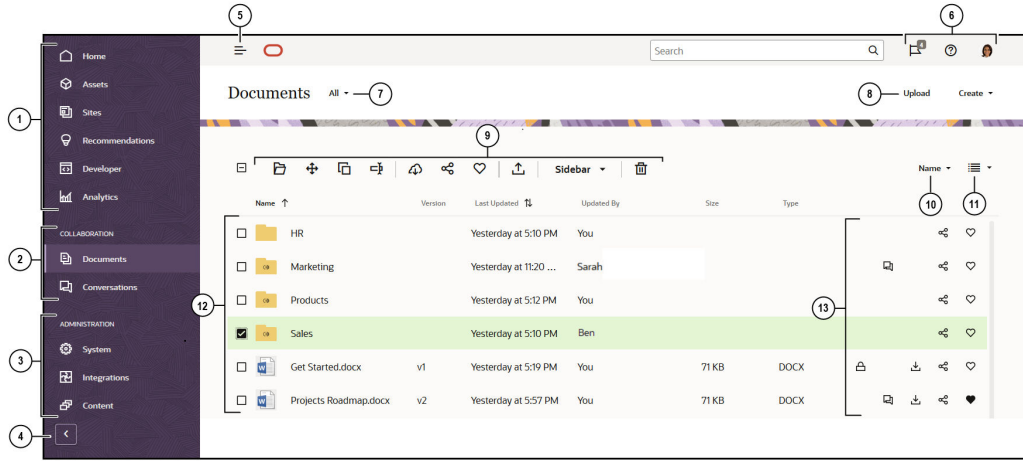 5
6
Home
Search
4
Assets
Documents All
7
8
Upload
Create
1
Sites
Recommendations
9
Developer
Sidebar
Name
Analytics
10
11
Name
Version
Last Updated
Updated By
Size
Type
COLLABORATION
HR
Yesterday at 5:10 PM
You
2
Documents
Marketing
Yesterday at 11:20 ...
Sarah
Conversations
12
Products
Yesterday at 5:12 PM
You
13
ADMINISTRATION
Sales
Yesterday at 5:10 PM
Ben
System
3
Get Started.docx
v1
Yesterday at 5:19 PM
You
71 KB
DOCX
Integrations
Projects Roadmap.docx
v2
Yesterday at 5:57 PM
You
71 KB
DOCX
Content
4